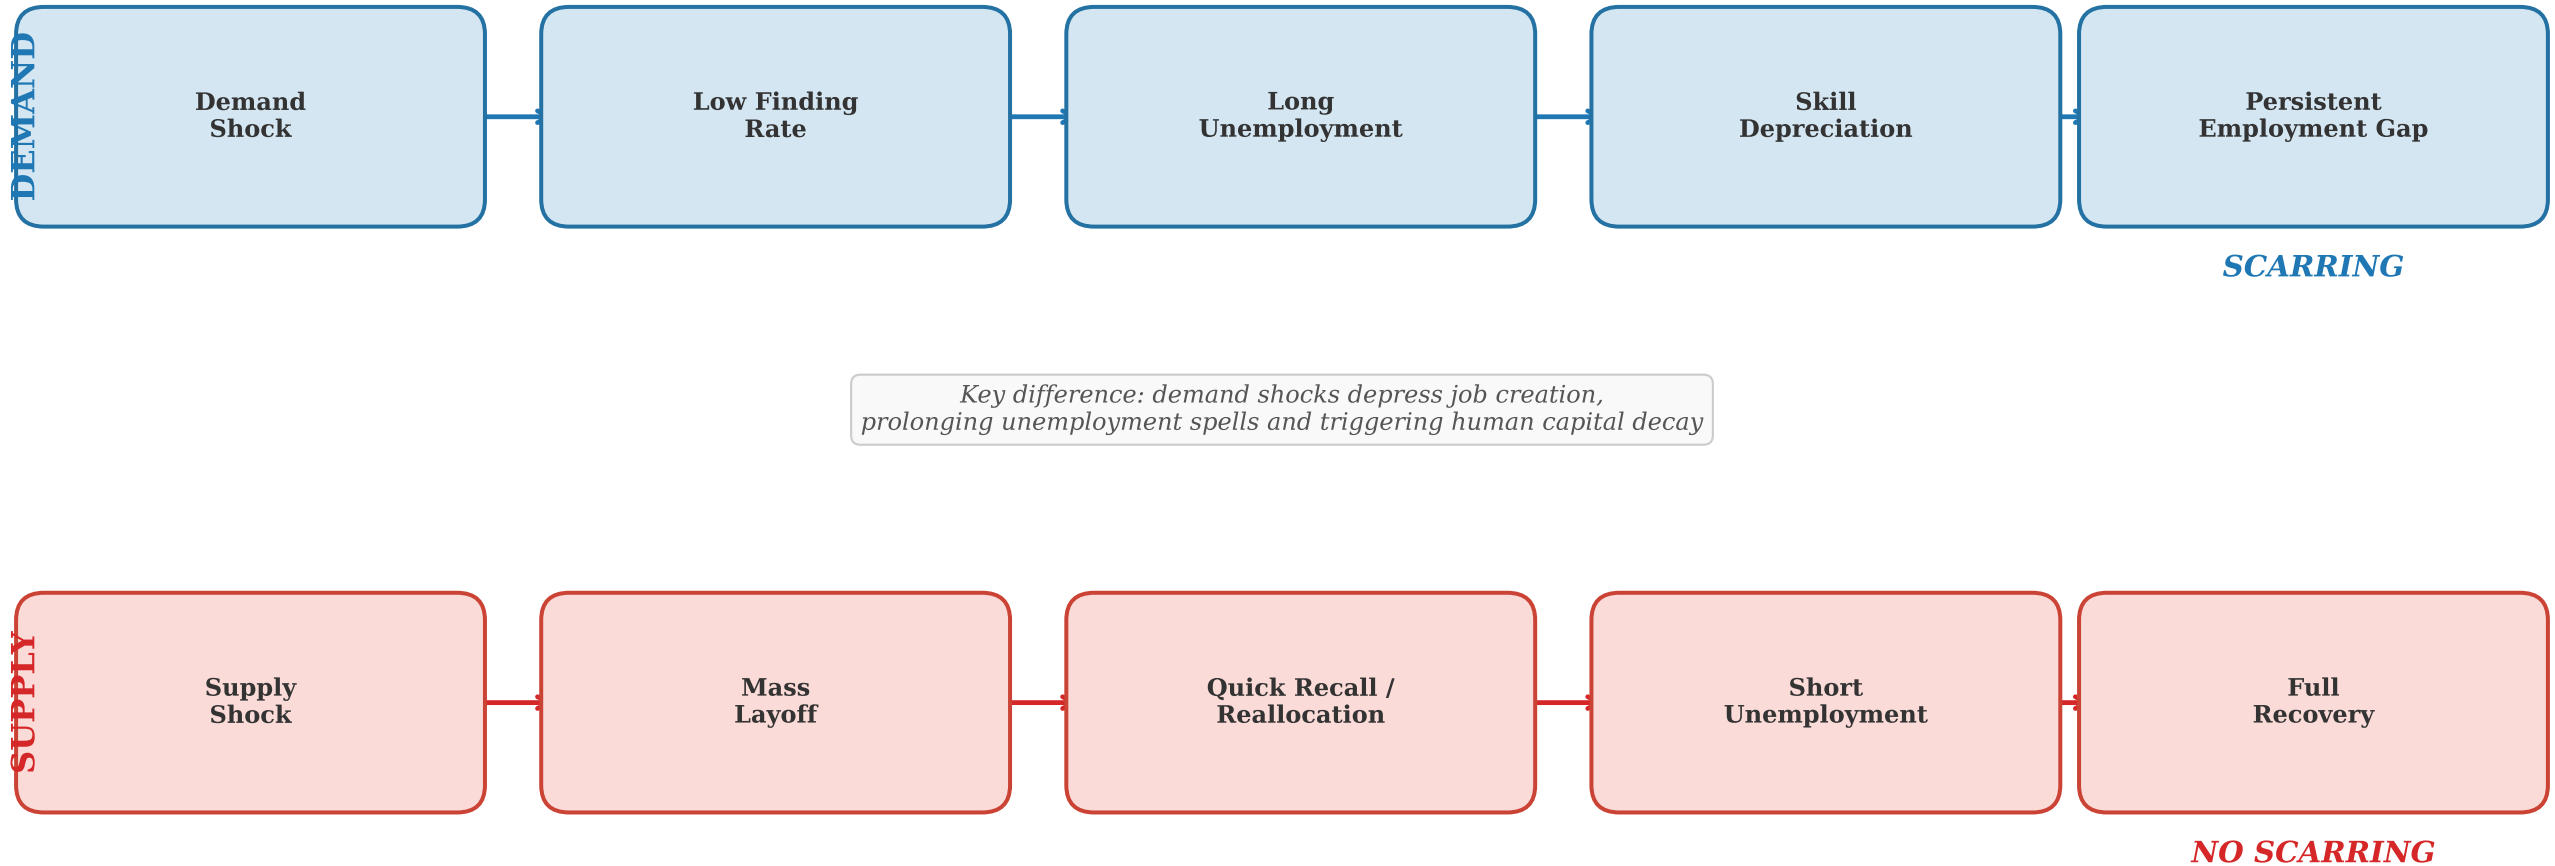 DEMAND
Demand
Shock
Low Finding
Rate
Long
Unemployment
Skill
Depreciation
Persistent
Employment Gap
SCARRING
Key difference: demand shocks depress job creation,
prolonging unemployment spells and triggering human capital decay
SUPPLY
Supply
Shock
Mass
Layoff
Quick Recall /
Reallocation
Short
Unemployment
Full
Recovery
NO SCARRING